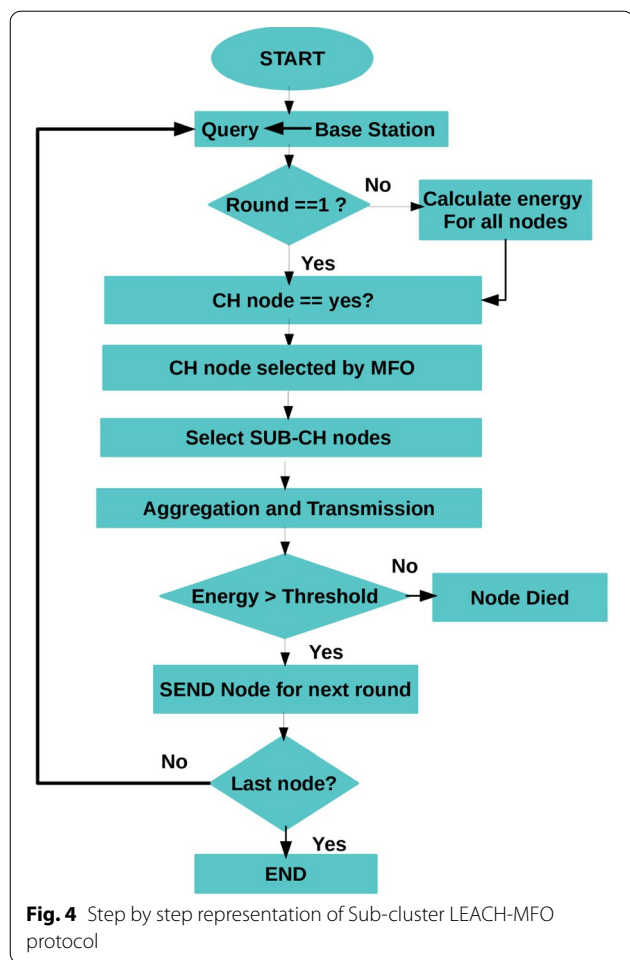 START
Query Base Station
Round ==1 ?
No
Calculate energy
For all nodes
Yes
CH node == yes?
CH node selected by MFO
Select SUB-CH nodes
Aggregation and Transmission
Energy > Threshold
No
Node Died
Yes
SEND Node for next round
No
Last node?
Yes
END
Fig. 4 Step by step representation of Sub-cluster LEACH-MFO
protocol